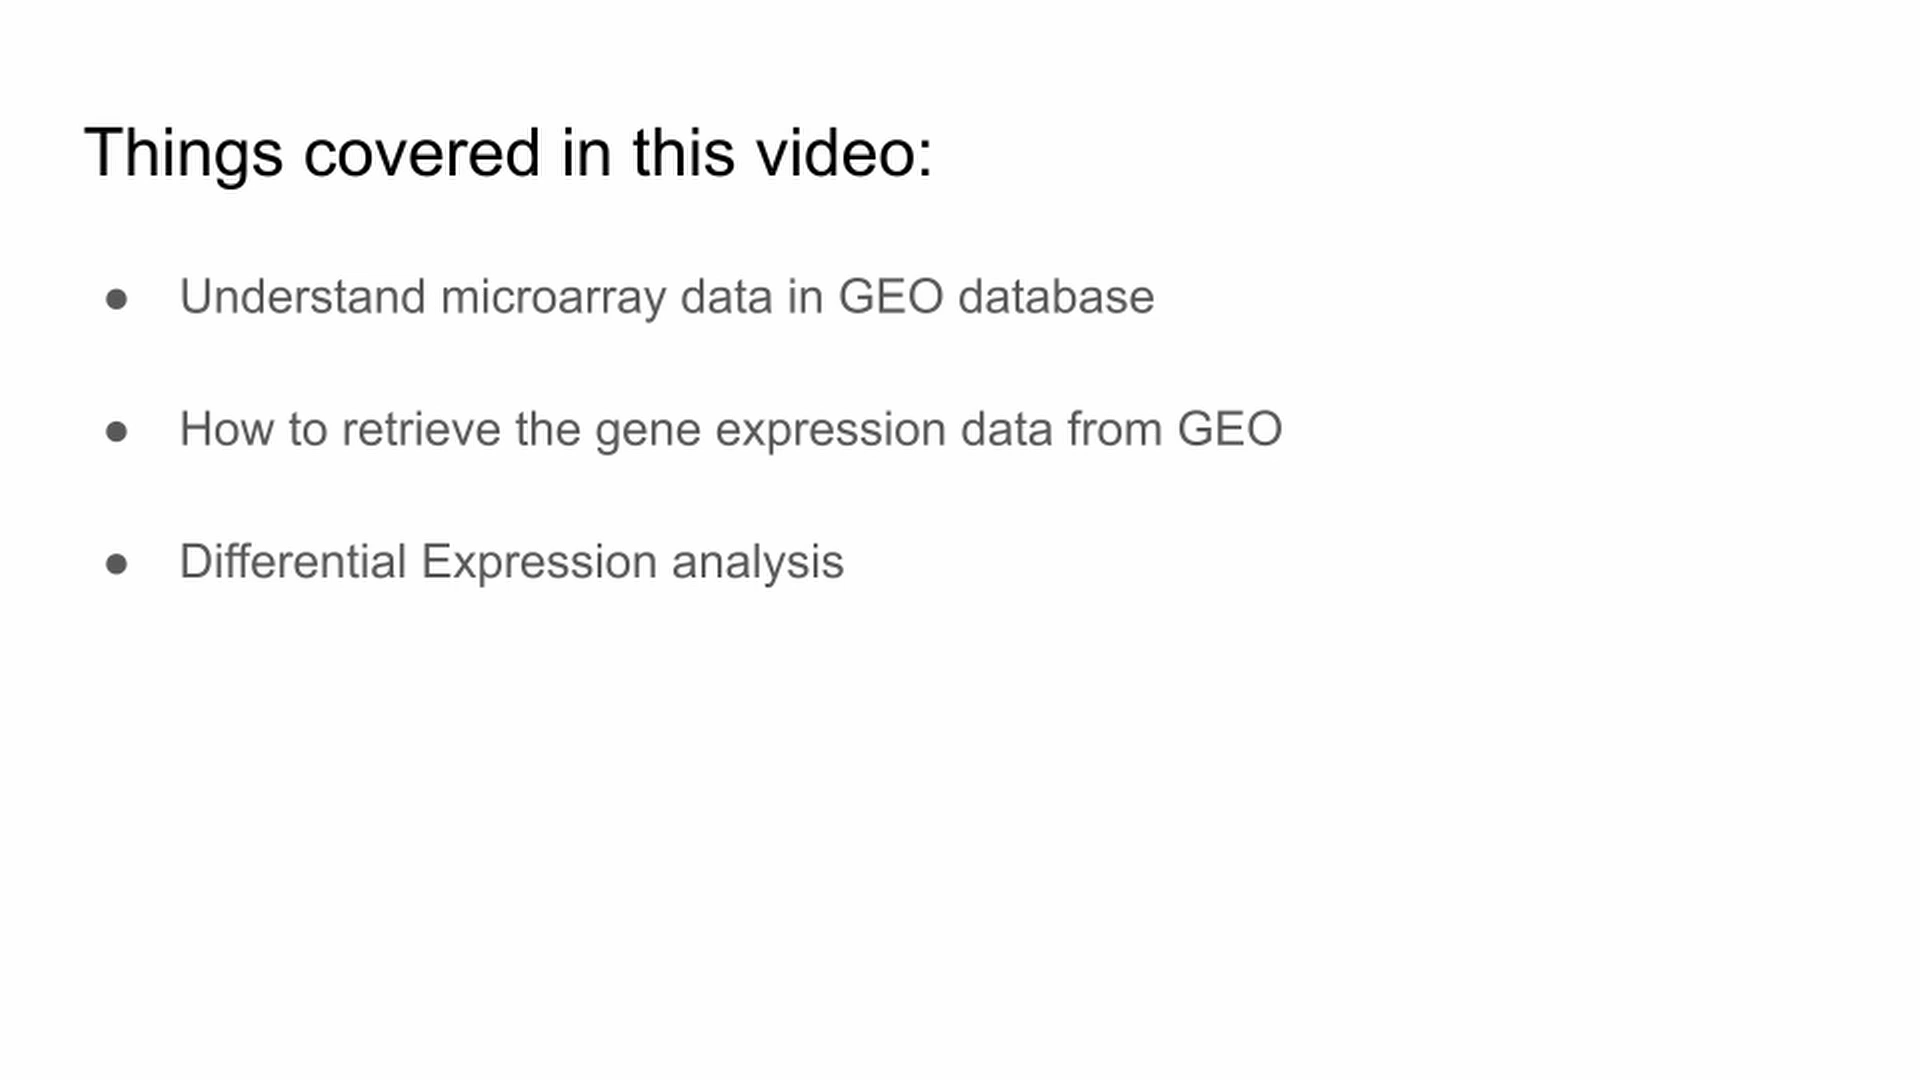 Things covered in this video:
● Understand microarray data in GEO database
● How to retrieve the gene expression data from GEO
● Differential Expression analysis